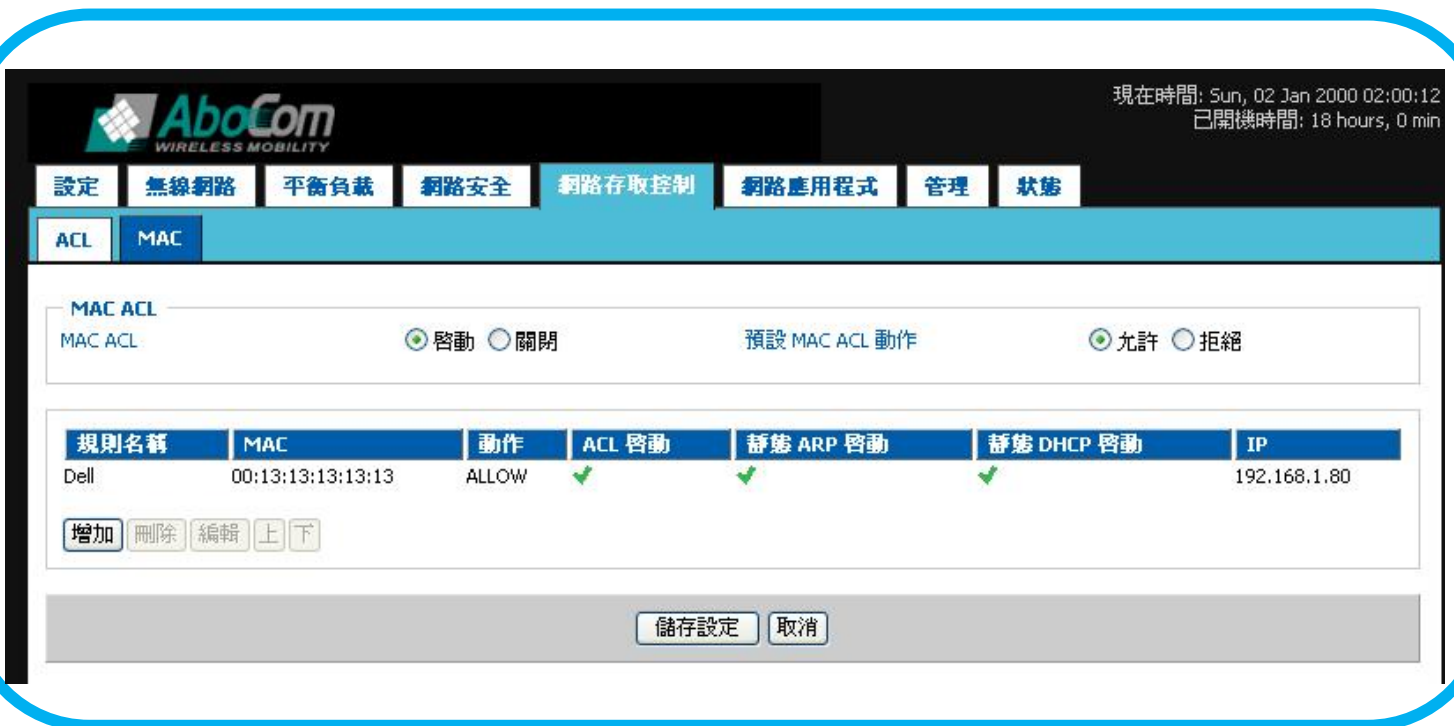 AboCom
WIRELESS MOBILITY
現在時間: Sun, 02 Jan 2000 02:00:12
已開機時間: 18 hours, 0 min
設定 無線網路 平衡負載 網路安全 網路存取控制 網路應用程式 管理 狀態
ACL MAC
MAC ACL
MAC ACL 啓動 關閉 預設 MAC ACL 動作 允許 拒絕
規則名稱 MAC 動作 ACL 啓動 靜態 ARP 啓動 靜態 DHCP 啓動 IP
Dell 00:13:13:13:13:13 ALLOW 192.168.1.80
增加 刪除 編輯 上 下
儲存設定 取消